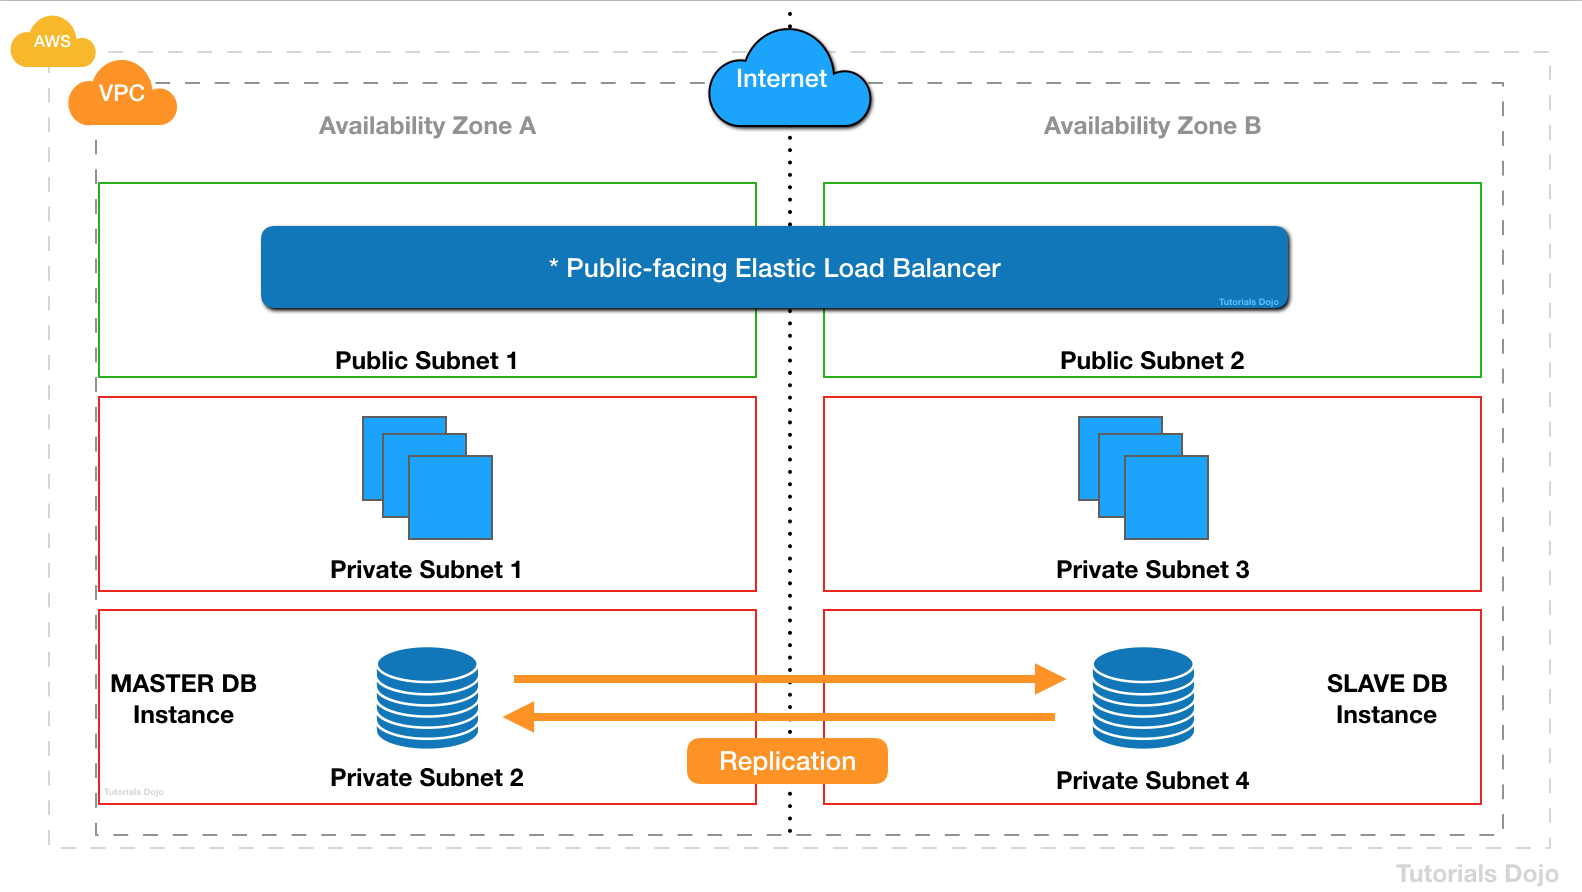 AWS
VPC
Internet
Availability Zone A
Availability Zone B
* Public-facing Elastic Load Balancer
Tutorials Dojo
Public Subnet 1
Public Subnet 2
Private Subnet 1
Private Subnet 3
MASTER DB
Instance
SLAVE DB
Instance
Replication
Private Subnet 2
Private Subnet 4
Tutorials Dojo
Tutorials Dojo